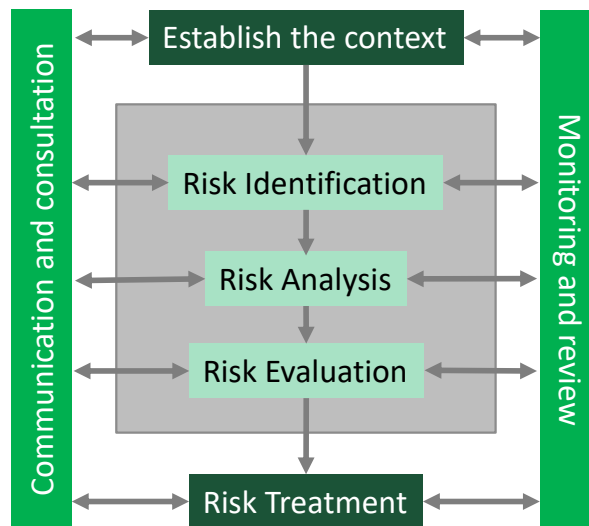 Establish the context
Communication and consultation
Monitoring and review
Risk Identification
Risk Analysis
Risk Evaluation
Risk Treatment